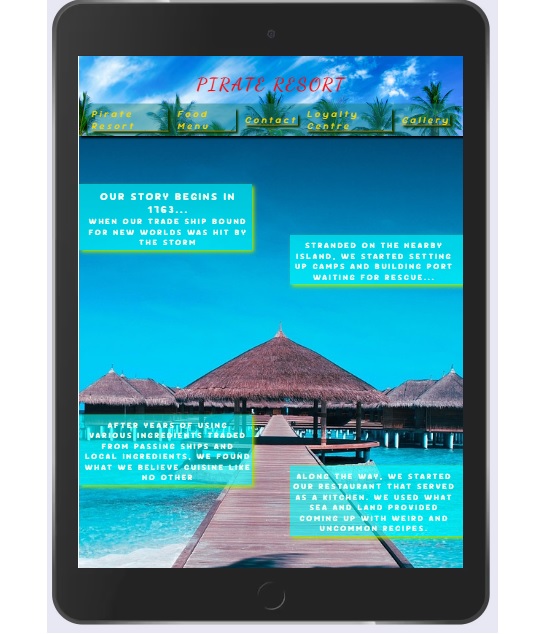 PIRATE RESORT
Pirate Resort
Food Menu
Contact
Loyalty Centre
Gallery
OUR STORY BEGINS IN
1763...
WHEN OUR TRADE SHIP BOUND
FOR NEW WORLDS WAS HIT BY
THE STORM
STRANDED ON THE NEARBY
ISLAND, WE STARTED SETTING
UP CAMPS AND BUILDING PORT
WAITING FOR RESCUE...
AFTER YEARS OF USING
VARIOUS INGREDIENTS TRADED
FROM PASSING SHIPS AND
LOCAL INGREDIENTS, WE FOUND
WHAT WE BELIEVE CUISINE LIKE
NO OTHER
ALONG THE WAY, WE STARTED
OUR RESTAURANT THAT SERVED
AS A KITCHEN. WE USED WHAT
SEA AND LAND PROVIDED
COMING UP WITH WEIRD AND
UNCOMMON RECIPES.